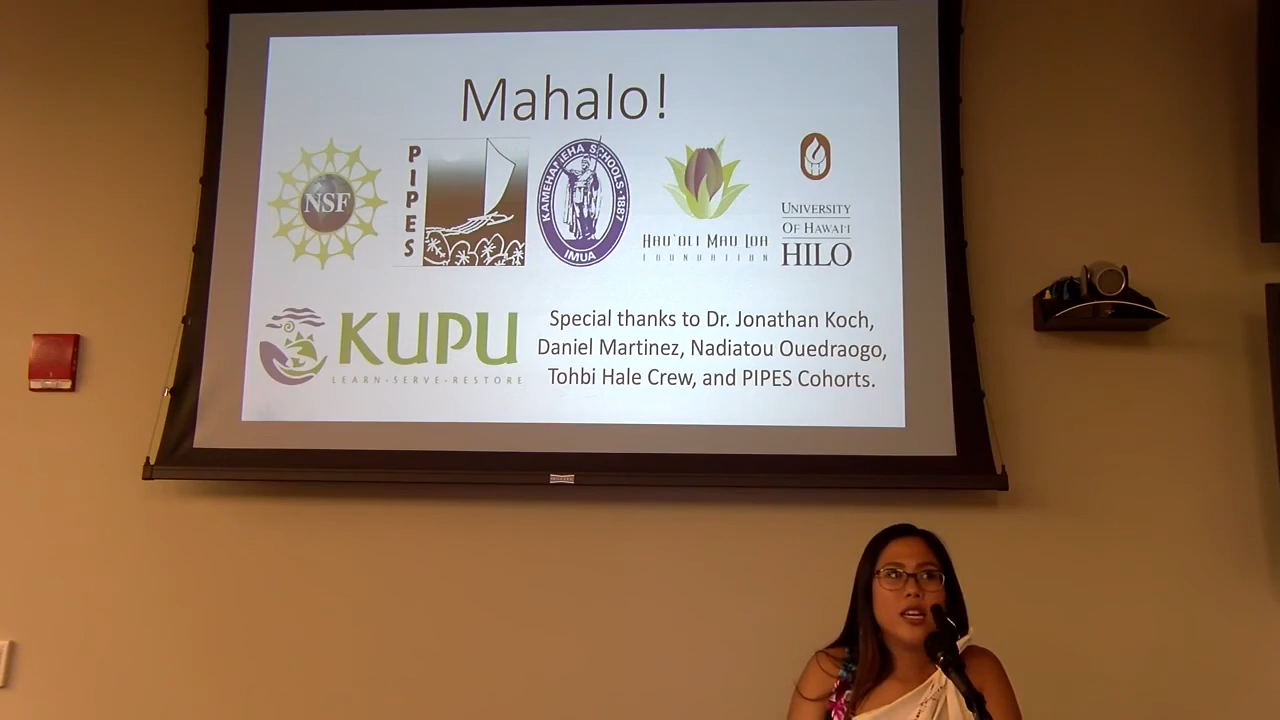 Mahalo!
NSF
PIPES
KAMEHAMEHA SCHOOLS · 1887
IMUA
HAU'OLI MAU LOA
FOUNDATION
UNIVERSITY
OF HAWAI'I
HILO
KUPU
LEARN · SERVE · RESTORE
Special thanks to Dr. Jonathan Koch,
Daniel Martinez, Nadiatou Ouedraogo,
Tohbi Hale Crew, and PIPES Cohorts.